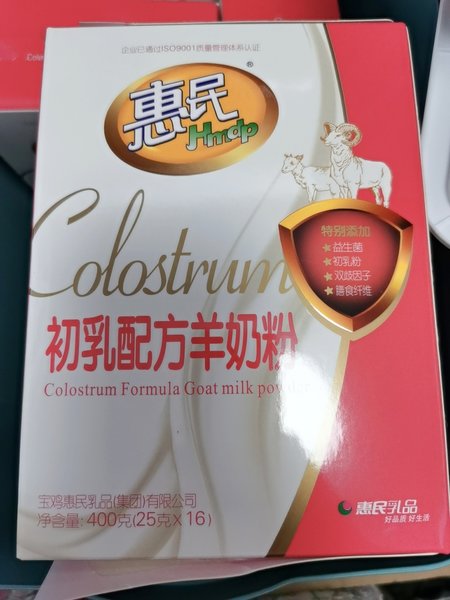 企业已通过ISO9001质量管理体系认证
惠民®
Hmdp
特别添加
★益生菌
★初乳粉
★双歧因子
★膳食纤维
Colostrum
初乳配方羊奶粉
Colostrum Formula Goat milk powder
宝鸡惠民乳品(集团)有限公司
净含量: 400克(25克×16)
惠民乳品
好品质 好生活